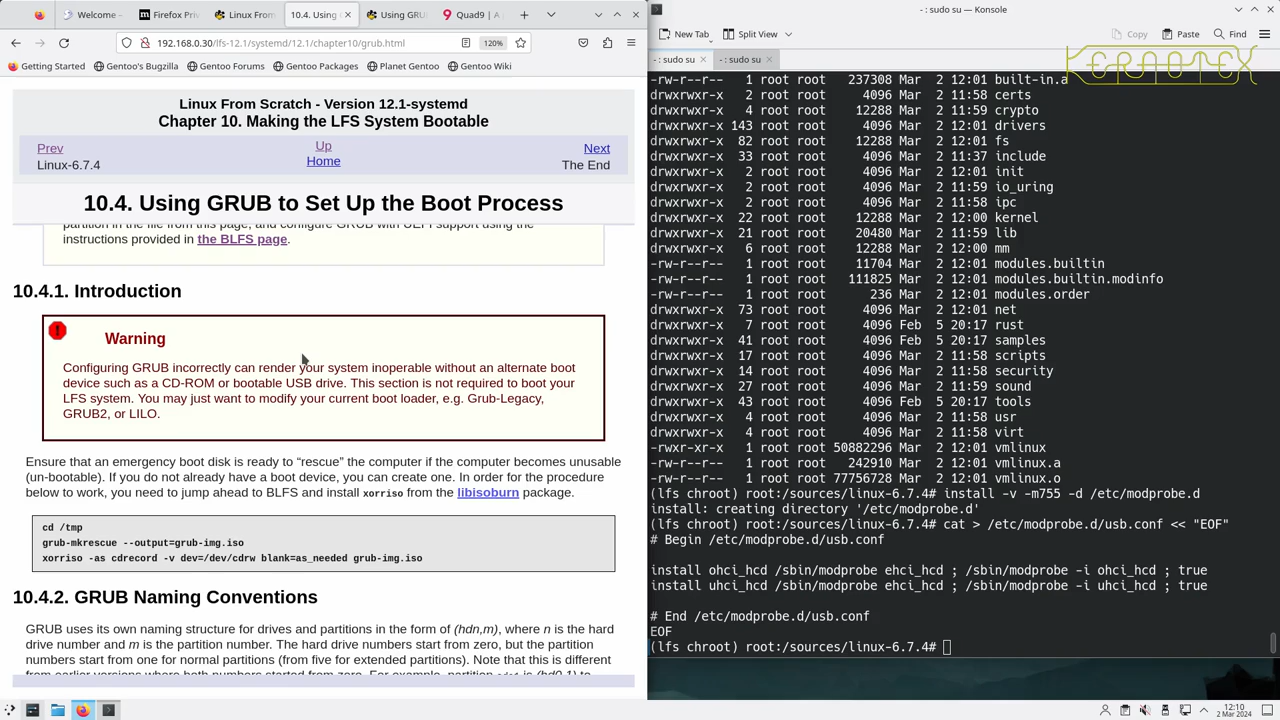 Welcome –
Firefox Priv
Linux From
10.4. Using G
Using GRU
Quad9 | A
192.168.0.30/lfs-12.1/systemd/12.1/chapter10/grub.html
120%
Getting Started
Gentoo's Bugzilla
Gentoo Forums
Gentoo Packages
Planet Gentoo
Gentoo Wiki
Linux From Scratch - Version 12.1-systemd
Chapter 10. Making the LFS System Bootable
Prev
Up
Next
Linux-6.7.4
Home
The End
10.4. Using GRUB to Set Up the Boot Process
partition in the file from this page, and configure GRUB with UEFI support using the
instructions provided in the BLFS page.
10.4.1. Introduction
Warning
Configuring GRUB incorrectly can render your system inoperable without an alternate boot
device such as a CD-ROM or bootable USB drive. This section is not required to boot your
LFS system. You may just want to modify your current boot loader, e.g. Grub-Legacy,
GRUB2, or LILO.
Ensure that an emergency boot disk is ready to “rescue” the computer if the computer becomes unusable
(un-bootable). If you do not already have a boot device, you can create one. In order for the procedure
below to work, you need to jump ahead to BLFS and install xorriso from the libisoburn package.
cd /tmp
grub-mkrescue --output=grub-img.iso
xorriso -as cdrecord -v dev=/dev/cdrw blank=as_needed grub-img.iso
10.4.2. GRUB Naming Conventions
GRUB uses its own naming structure for drives and partitions in the form of (hdn,m), where n is the hard
drive number and m is the partition number. The hard drive numbers start from zero, but the partition
numbers start from one for normal partitions (from five for extended partitions). Note that this is different
from earlier versions where both numbers started from zero. For example, partition sda1 is (hd0,1) to
- : sudo su — Konsole
New Tab
Split View
Copy
Paste
Find
- : sudo su
- : sudo su
KERNOTEX
-rw-r--r-- 1 root root 237308 Mar 2 12:01 built-in.a
drwxrwxr-x 2 root root 4096 Mar 2 11:58 certs
drwxrwxr-x 4 root root 12288 Mar 2 11:59 crypto
drwxrwxr-x 143 root root 4096 Mar 2 12:01 drivers
drwxrwxr-x 82 root root 12288 Mar 2 12:01 fs
drwxrwxr-x 33 root root 4096 Mar 2 11:37 include
drwxrwxr-x 2 root root 4096 Mar 2 12:01 init
drwxrwxr-x 2 root root 4096 Mar 2 11:59 io_uring
drwxrwxr-x 2 root root 4096 Mar 2 11:58 ipc
drwxrwxr-x 22 root root 12288 Mar 2 12:00 kernel
drwxrwxr-x 21 root root 20480 Mar 2 11:59 lib
drwxrwxr-x 6 root root 12288 Mar 2 12:00 mm
-rw-r--r-- 1 root root 11704 Mar 2 12:01 modules.builtin
-rw-r--r-- 1 root root 111825 Mar 2 12:01 modules.builtin.modinfo
-rw-r--r-- 1 root root 236 Mar 2 12:01 modules.order
drwxrwxr-x 73 root root 4096 Mar 2 12:01 net
drwxrwxr-x 7 root root 4096 Feb 5 20:17 rust
drwxrwxr-x 41 root root 4096 Feb 5 20:17 samples
drwxrwxr-x 17 root root 4096 Mar 2 11:58 scripts
drwxrwxr-x 14 root root 4096 Mar 2 11:58 security
drwxrwxr-x 27 root root 4096 Mar 2 11:59 sound
drwxrwxr-x 43 root root 4096 Feb 5 20:17 tools
drwxrwxr-x 4 root root 4096 Mar 2 11:58 usr
drwxrwxr-x 4 root root 4096 Mar 2 11:58 virt
-rwxr-xr-x 1 root root 50882296 Mar 2 12:01 vmlinux
-rw-r--r-- 1 root root 242910 Mar 2 12:01 vmlinux.a
-rw-r--r-- 1 root root 77756728 Mar 2 12:01 vmlinux.o
(lfs chroot) root:/sources/linux-6.7.4# install -v -m755 -d /etc/modprobe.d
install: creating directory '/etc/modprobe.d'
(lfs chroot) root:/sources/linux-6.7.4# cat > /etc/modprobe.d/usb.conf << "EOF"
# Begin /etc/modprobe.d/usb.conf
install ohci_hcd /sbin/modprobe ehci_hcd ; /sbin/modprobe -i ohci_hcd ; true
install uhci_hcd /sbin/modprobe ehci_hcd ; /sbin/modprobe -i uhci_hcd ; true
# End /etc/modprobe.d/usb.conf
EOF
(lfs chroot) root:/sources/linux-6.7.4#
12:10
2 Mar 2024